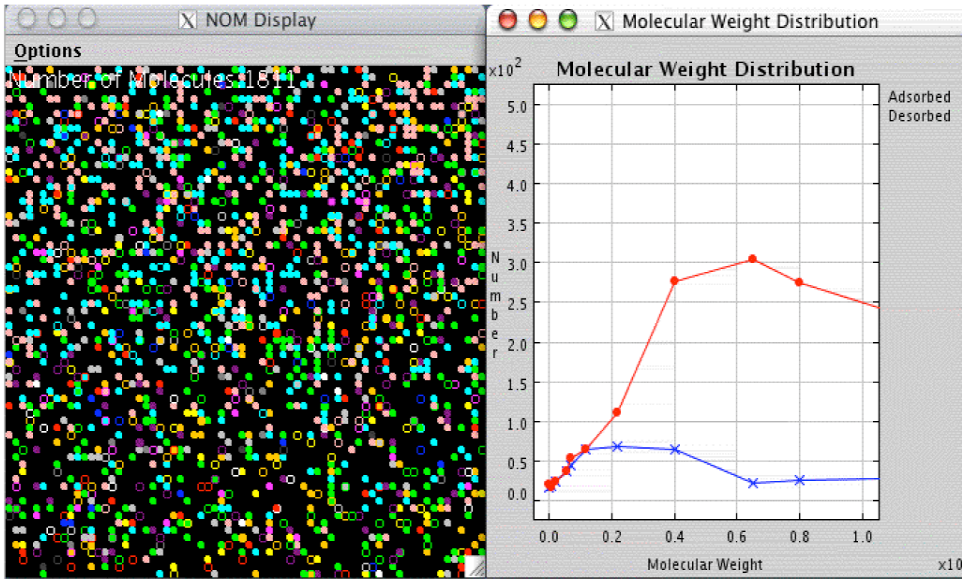 NOM Display
Options
Number of Molecules 1811
Molecular Weight Distribution
x10²
Molecular Weight Distribution
Adsorbed
Desorbed
5.0
4.5
4.0
3.5
3.0
2.5
2.0
1.5
1.0
0.5
0.0
Number
0.0 0.2 0.4 0.6 0.8 1.0
Molecular Weight
x10